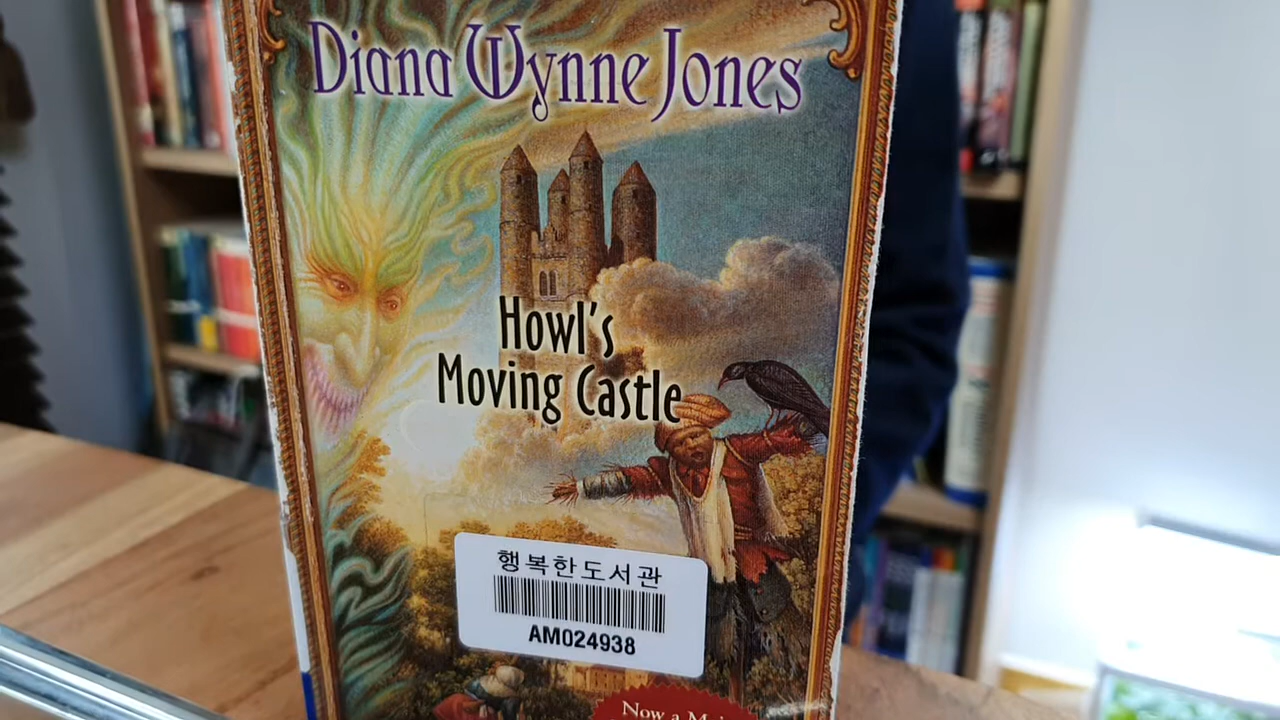 Diana Wynne Jones
Howl's
Moving Castle
행복한도서관
AM024938
Now a